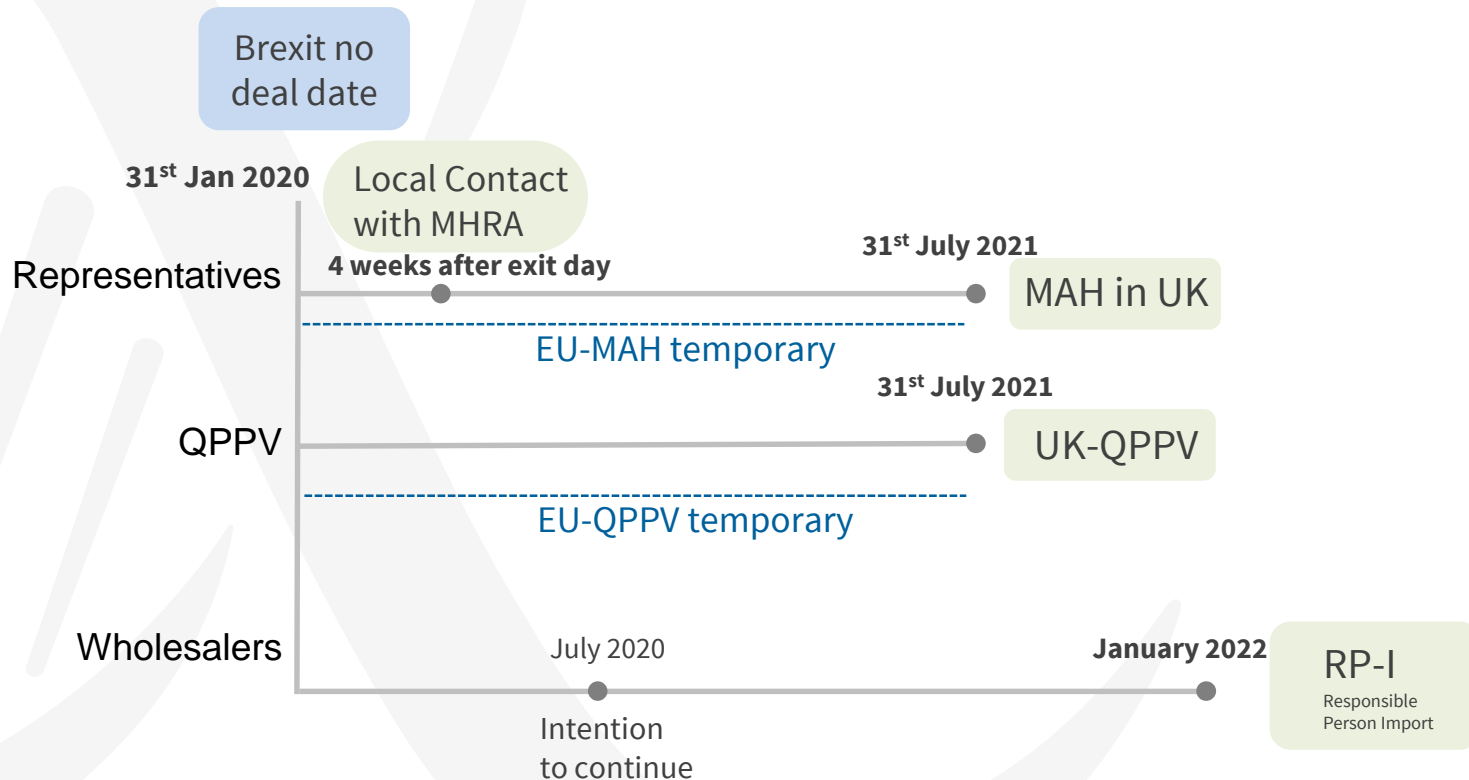 Brexit no
deal date
31st Jan 2020
Local Contact
with MHRA
Representatives
4 weeks after exit day
31st July 2021
MAH in UK
EU-MAH temporary
31st July 2021
QPPV
UK-QPPV
EU-QPPV temporary
Wholesalers
July 2020
January 2022
RP-I
Responsible
Person Import
Intention
to continue